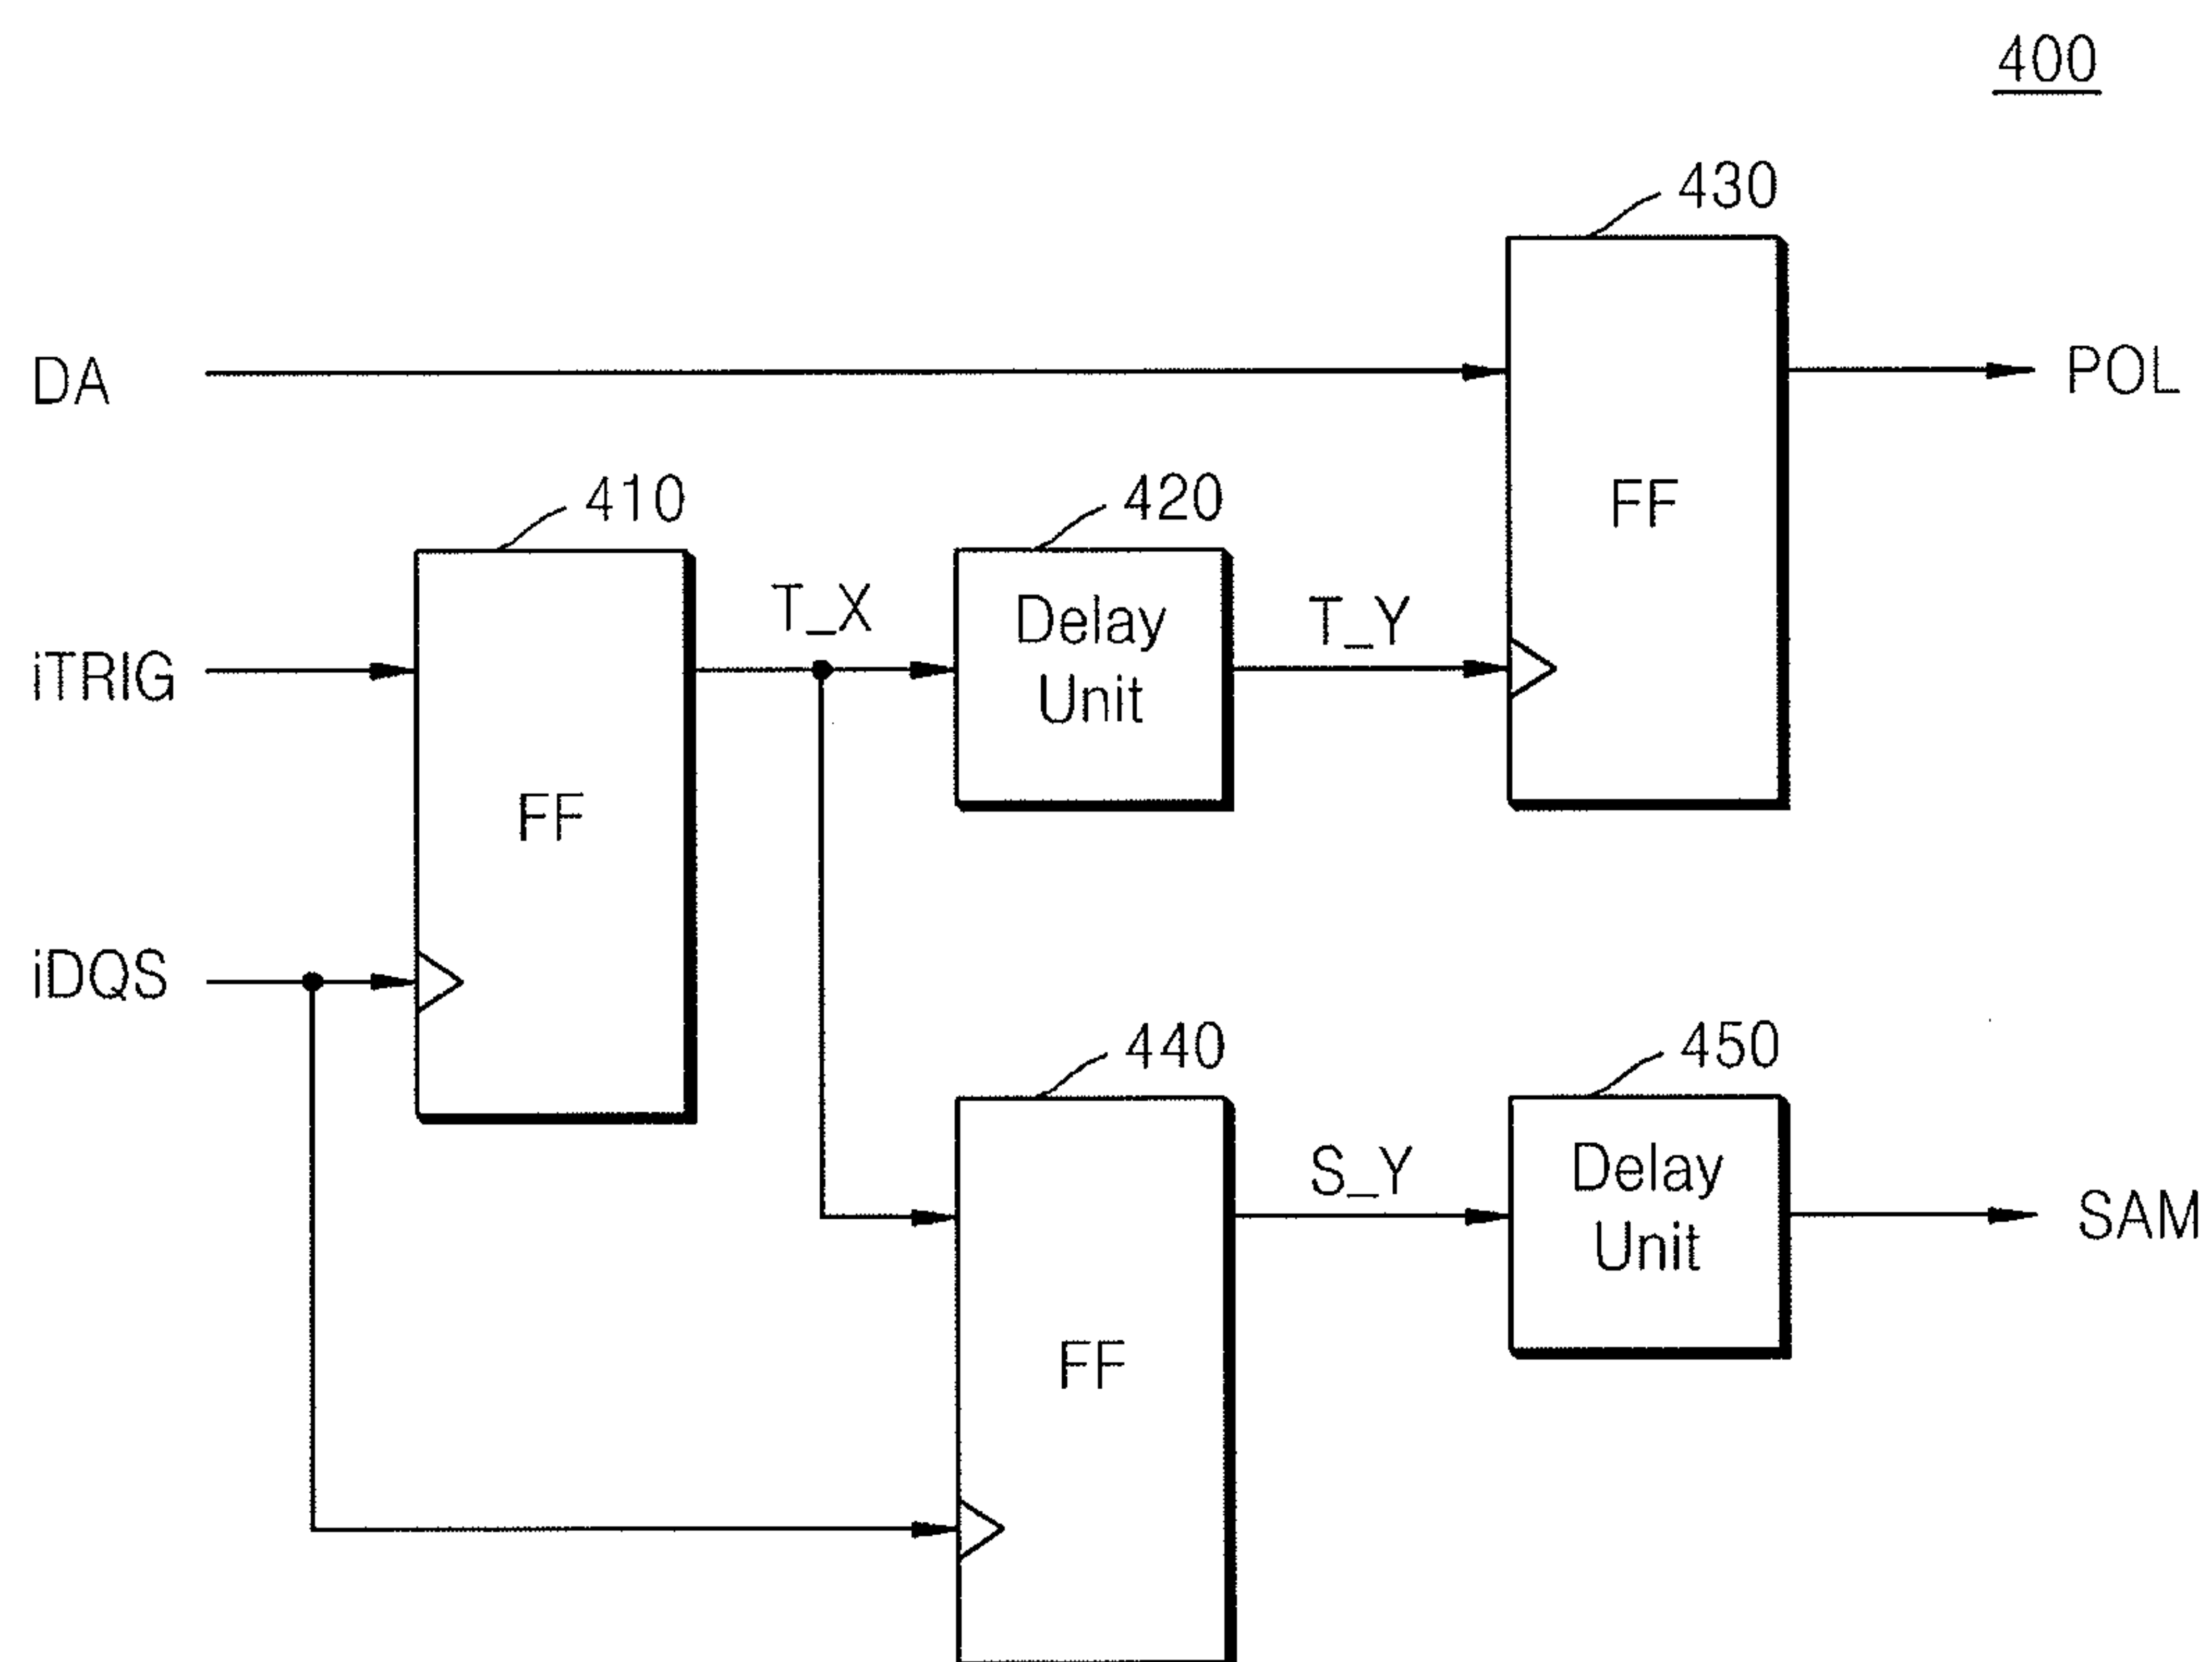 400
430
DA
POL
410
420
FF
T_X
Delay
Unit
T_Y
iTRIG
FF
iDQS
440
450
S_Y
Delay
Unit
SAM
FF